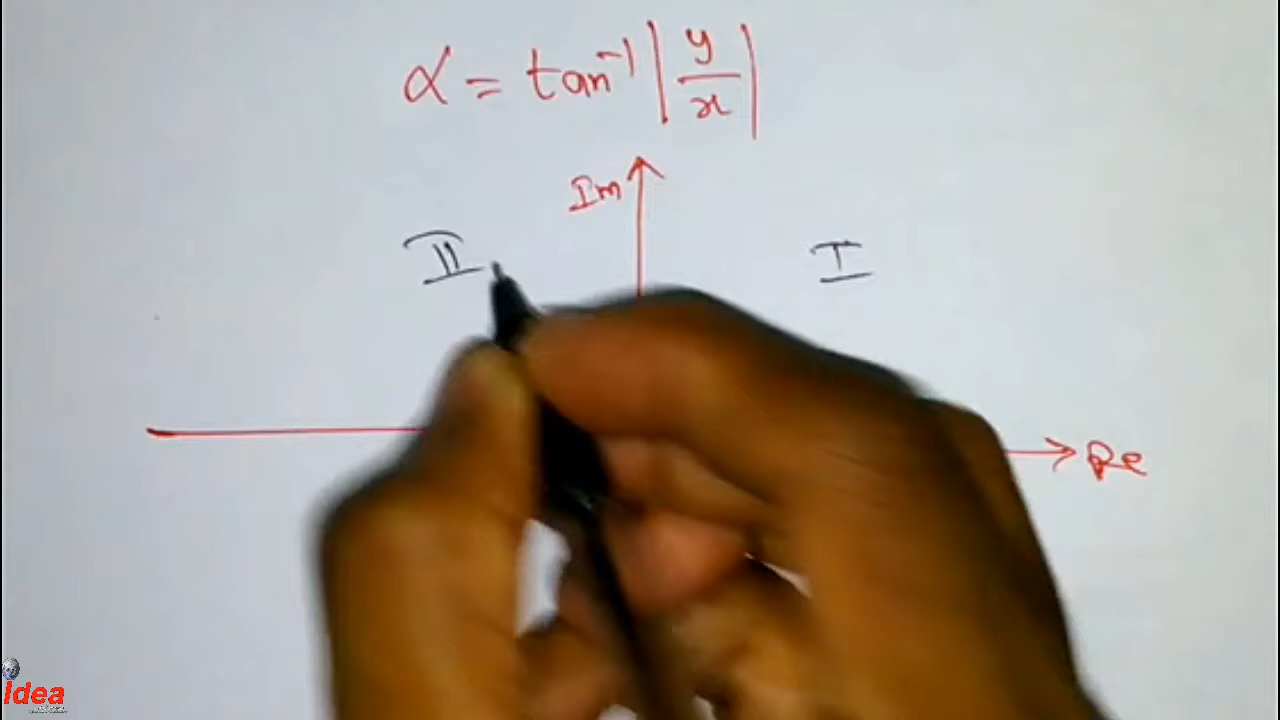 α = tan⁻¹ |y/x|
Im
II
I
Re
Idea